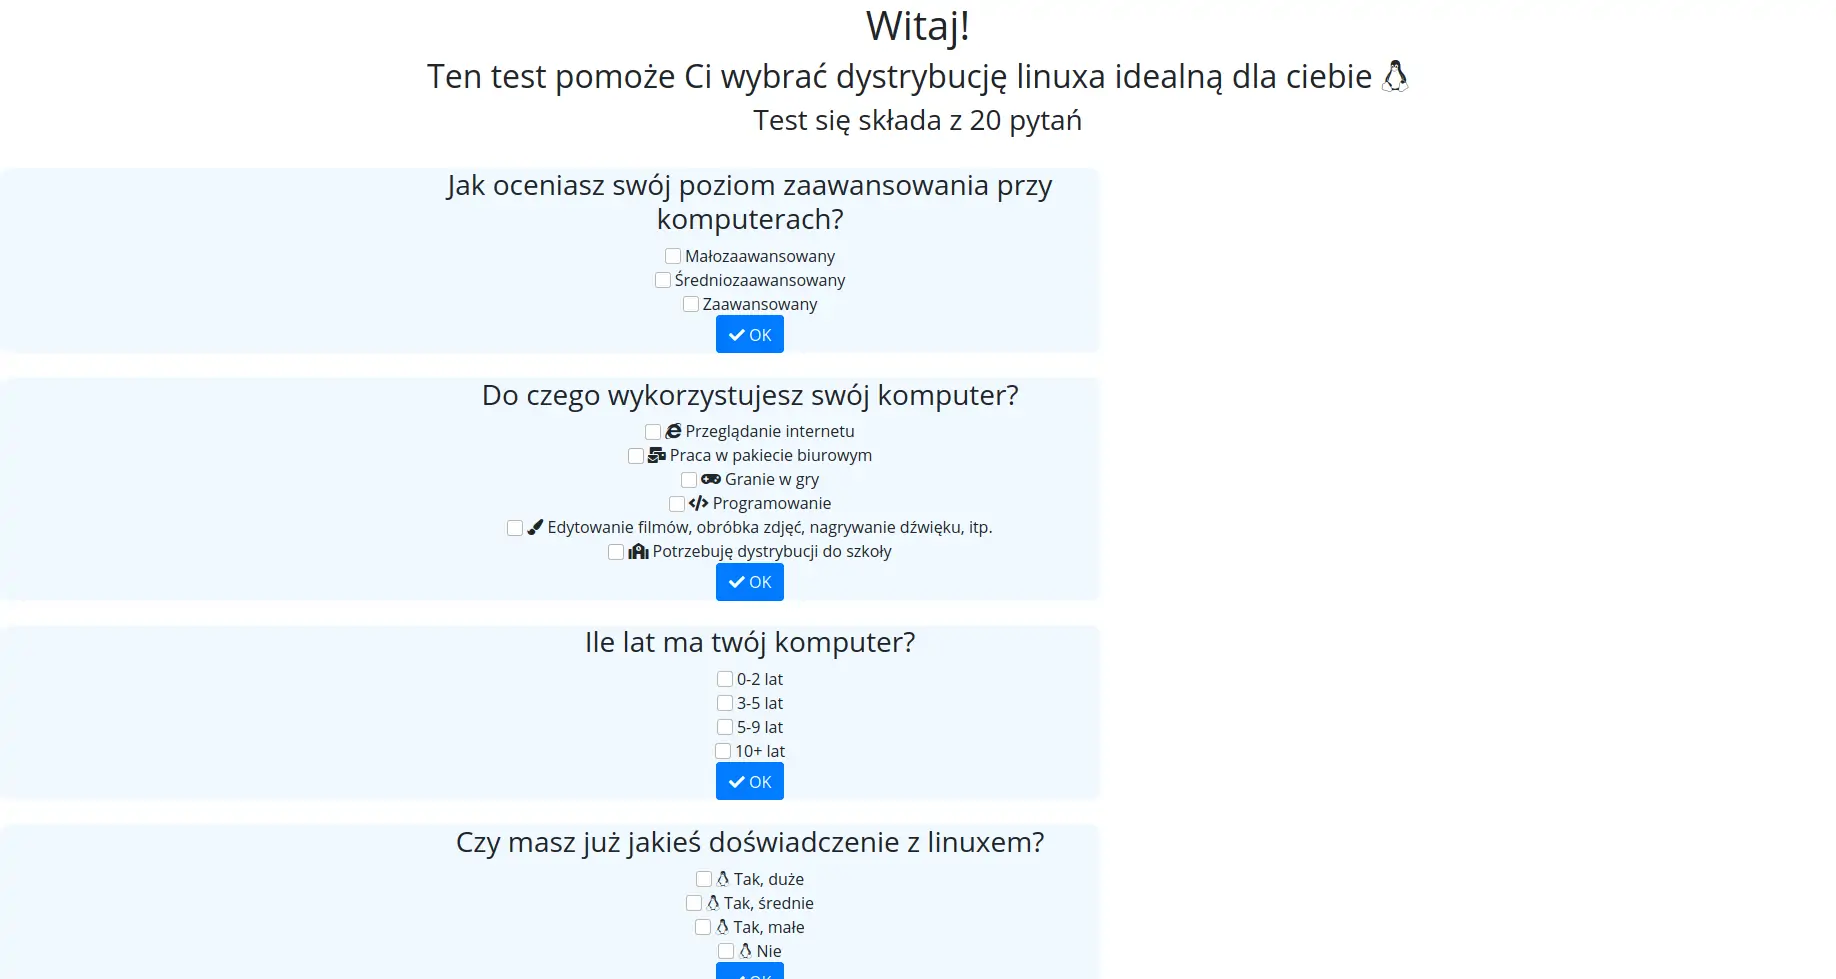 Witaj!
Ten test pomoże Ci wybrać dystrybucję linuxa idealną dla ciebie
Test się składa z 20 pytań
Jak oceniasz swój poziom zaawansowania przy
komputerach?
Małozaawansowany
Średniozaawansowany
Zaawansowany
OK
Do czego wykorzystujesz swój komputer?
Przeglądanie internetu
Praca w pakiecie biurowym
Granie w gry
Programowanie
Edytowanie filmów, obróbka zdjęć, nagrywanie dźwięku, itp.
Potrzebuję dystrybucji do szkoły
OK
Ile lat ma twój komputer?
0-2 lat
3-5 lat
5-9 lat
10+ lat
OK
Czy masz już jakieś doświadczenie z linuxem?
Tak, duże
Tak, średnie
Tak, małe
Nie
OK